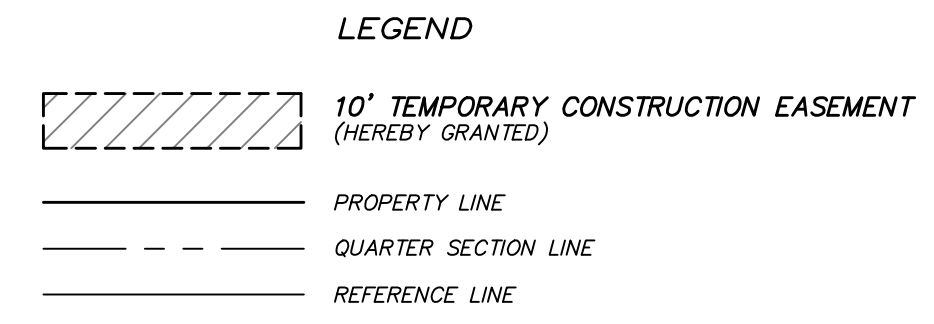 LEGEND
10' TEMPORARY CONSTRUCTION EASEMENT
(HEREBY GRANTED)
PROPERTY LINE
QUARTER SECTION LINE
REFERENCE LINE